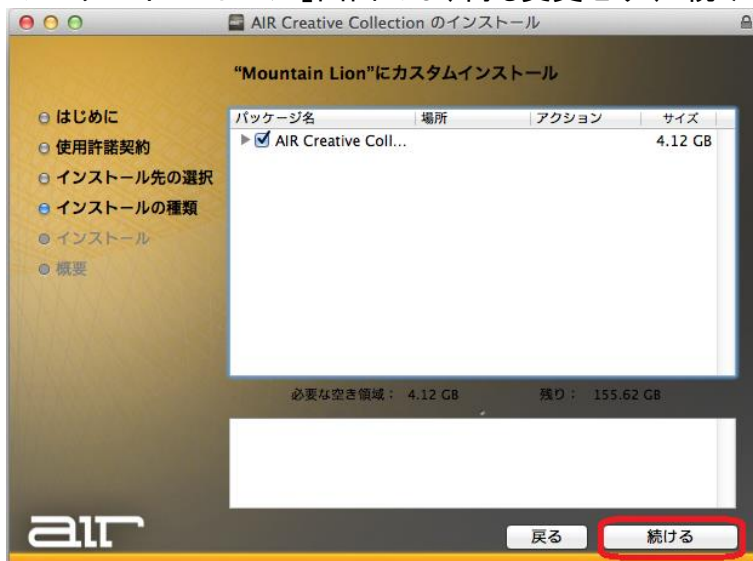 AIR Creative Collection のインストール
"Mountain Lion"にカスタムインストール
はじめに
使用許諾契約
インストール先の選択
インストールの種類
インストール
概要
パッケージ名 場所 アクション サイズ
AIR Creative Coll... 4.12 GB
必要な空き領域： 4.12 GB 残り： 155.62 GB
air
戻る 続ける